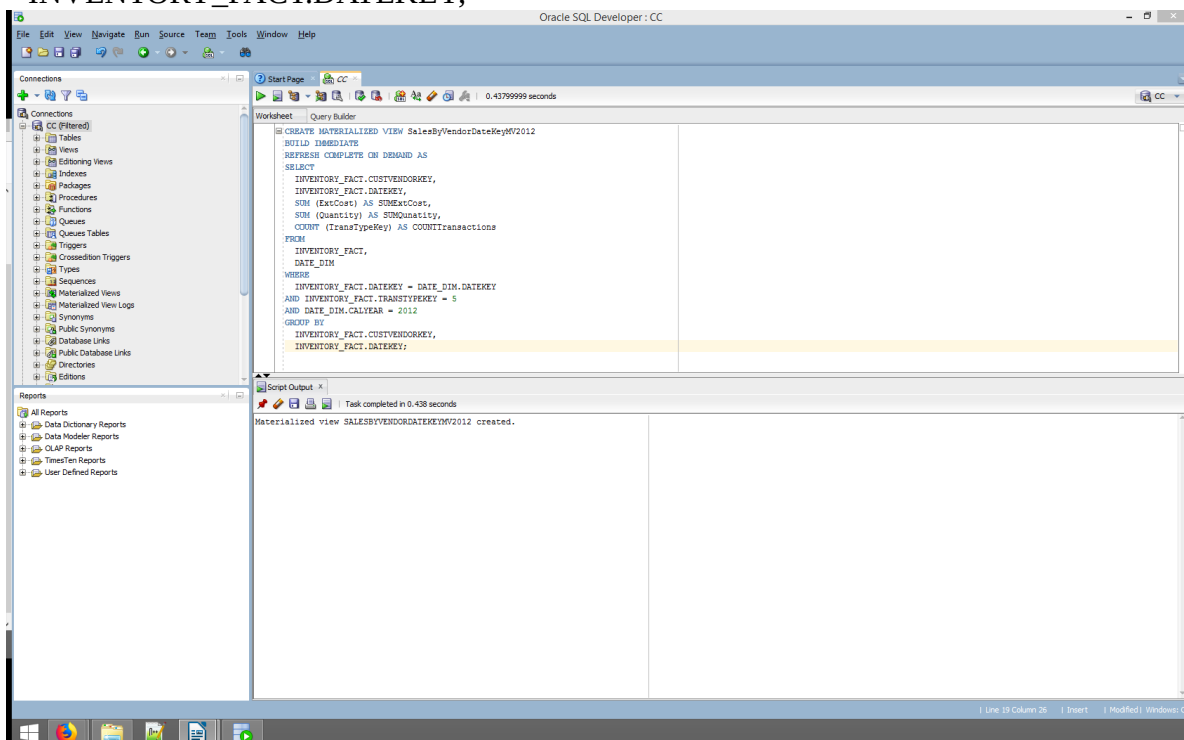 INVENTORY_FACT.DATEKEY;
Oracle SQL Developer : CC
File Edit View Navigate Run Source Team Tools Window Help
Connections
Start Page
CC
0.43799999 seconds
CC
Worksheet Query Builder
Connections
CC (Filtered)
Tables
Views
Editioning Views
Indexes
Packages
Procedures
Functions
Queues
Queues Tables
Triggers
Crossedition Triggers
Types
Sequences
Materialized Views
Materialized View Logs
Synonyms
Public Synonyms
Database Links
Public Database Links
Directories
Editions
CREATE MATERIALIZED VIEW SalesByVendorDateKeyMV2012
BUILD IMMEDIATE
REFRESH COMPLETE ON DEMAND AS
SELECT
INVENTORY_FACT.CUSTVENDORKEY,
INVENTORY_FACT.DATEKEY,
SUM (ExtCost) AS SUMExtCost,
SUM (Quantity) AS SUMQunatity,
COUNT (TransTypeKey) AS COUNTTransactions
FROM
INVENTORY_FACT,
DATE_DIM
WHERE
INVENTORY_FACT.DATEKEY = DATE_DIM.DATEKEY
AND INVENTORY_FACT.TRANSTYPEKEY = 5
AND DATE_DIM.CALYEAR = 2012
GROUP BY
INVENTORY_FACT.CUSTVENDORKEY,
INVENTORY_FACT.DATEKEY;
Reports
All Reports
Data Dictionary Reports
Data Modeler Reports
OLAP Reports
TimesTen Reports
User Defined Reports
Script Output
Task completed in 0.438 seconds
Materialized view SALESBYVENDORDATEKEYMV2012 created.
| Line 19 Column 26 | Insert | Modified | Windows: C